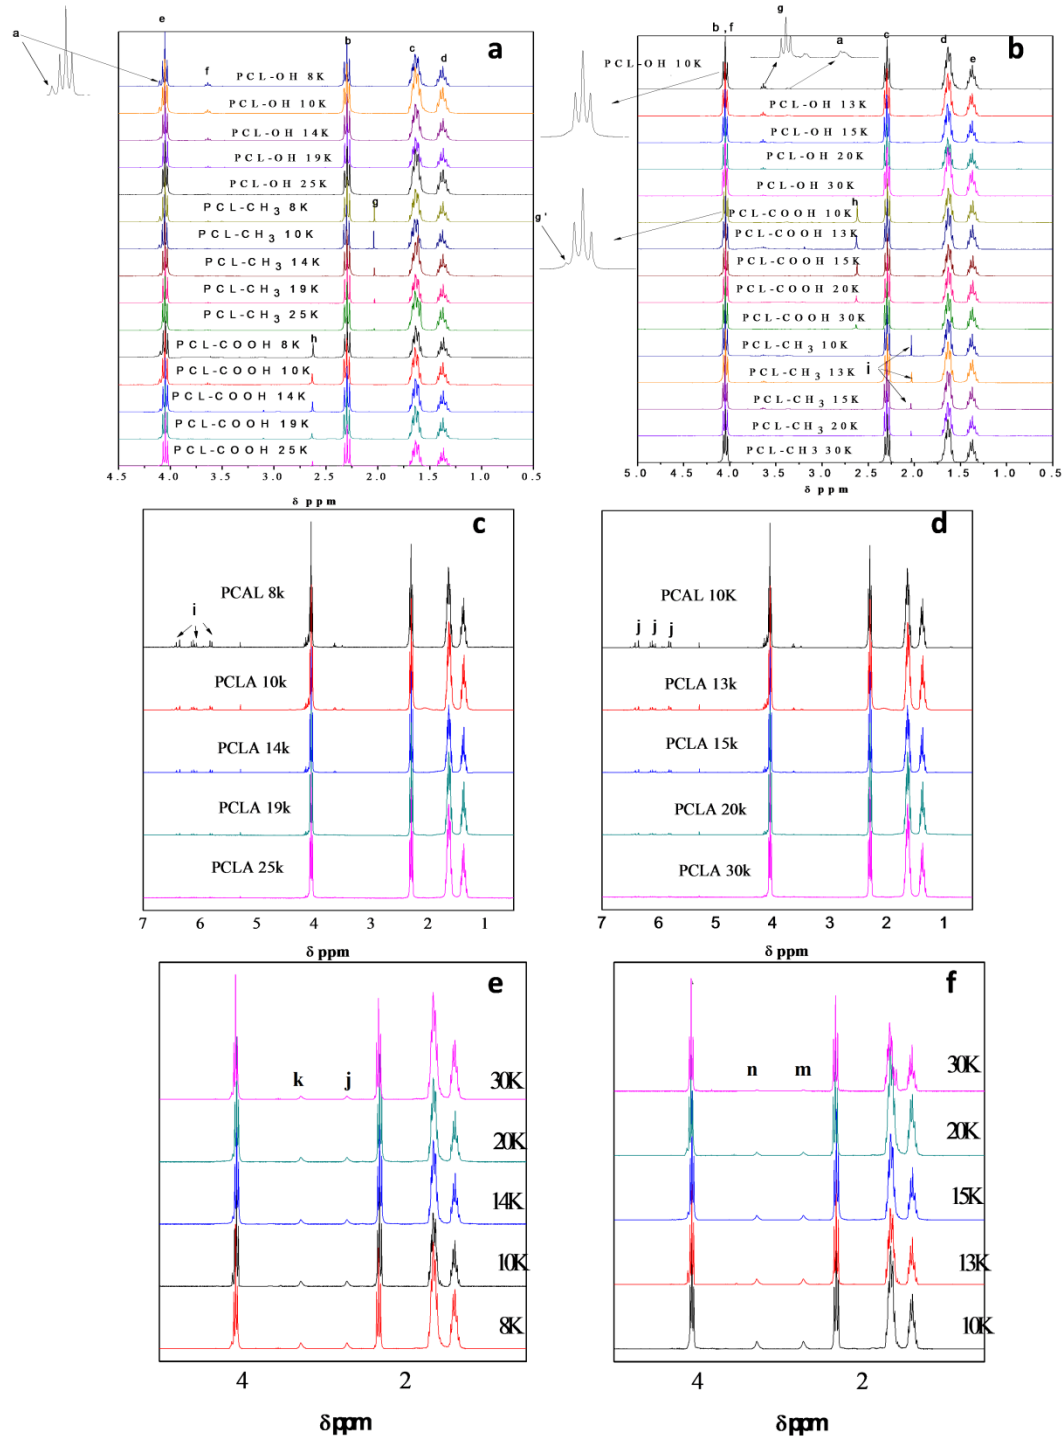 a
e
b
c
d
a
f
PCL-OH 8K
PCL-OH 10K
PCL-OH 14K
PCL-OH 19K
PCL-OH 25K
PCL-CH3 8K
g
PCL-CH3 10K
PCL-CH3 14K
PCL-CH3 19K
PCL-CH3 25K
PCL-COOH 8K
h
PCL-COOH 10K
PCL-COOH 14K
PCL-COOH 19K
PCL-COOH 25K
4.5 4.0 3.5 3.0 2.5 2.0 1.5 1.0 0.5
δ ppm
g
b ,f
a
c
d
e
b
PCL-OH 10K
PCL-OH 13K
PCL-OH 15K
PCL-OH 20K
PCL-OH 30K
g'
PCL-COOH 10K
h
PCL-COOH 13K
PCL-COOH 15K
PCL-COOH 20K
PCL-COOH 30K
PCL-CH3 10K
i
PCL-CH3 13K
PCL-CH3 15K
PCL-CH3 20K
PCL-CH3 30K
5.0 4.5 4.0 3.5 3.0 2.5 2.0 1.5 1.0 0.5
δ ppm
c
PCAL 8k
i
PCLA 10k
PCLA 14k
PCLA 19k
PCLA 25k
7 6 5 4 3 2 1
δ ppm
d
PCAL 10K
j j j
PCLA 13k
PCLA 15k
PCLA 20k
PCLA 30k
7 6 5 4 3 2 1
δ ppm
e
k j
30K
20K
14K
10K
8K
4 2
δ ppm
f
n m
30K
20K
15K
13K
10K
4 2
δ ppm